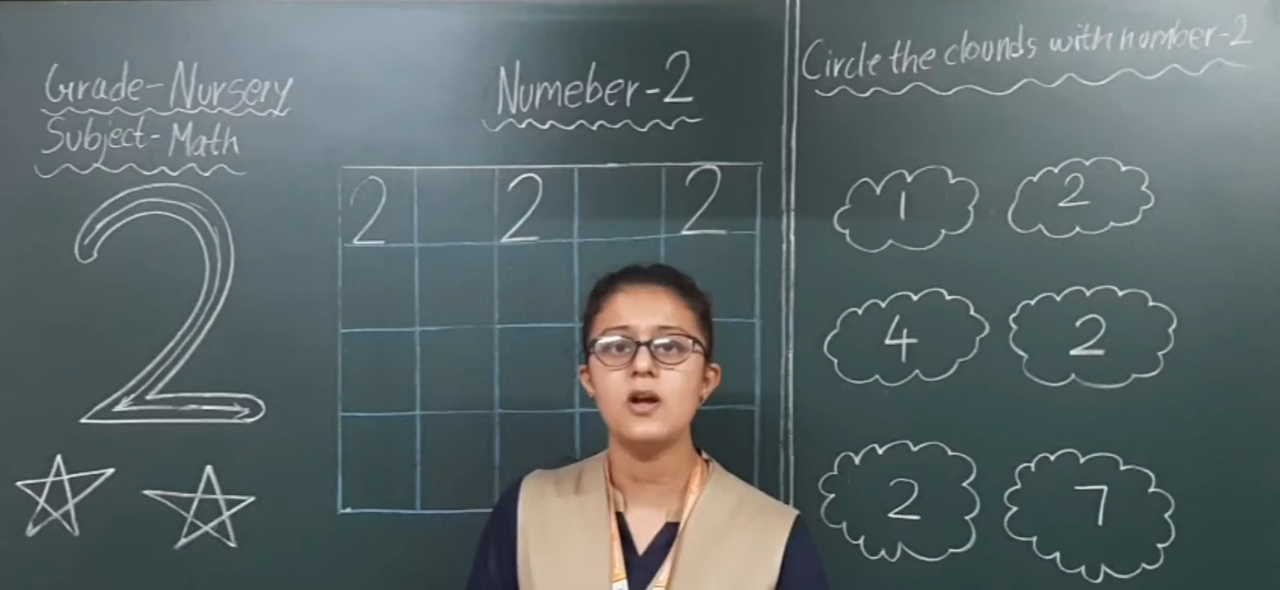 Grade-Nursery
Subject-Math
2
Numeber-2
2 2 2
Circle the clounds with nomber-2
1 2
4 2
2 7